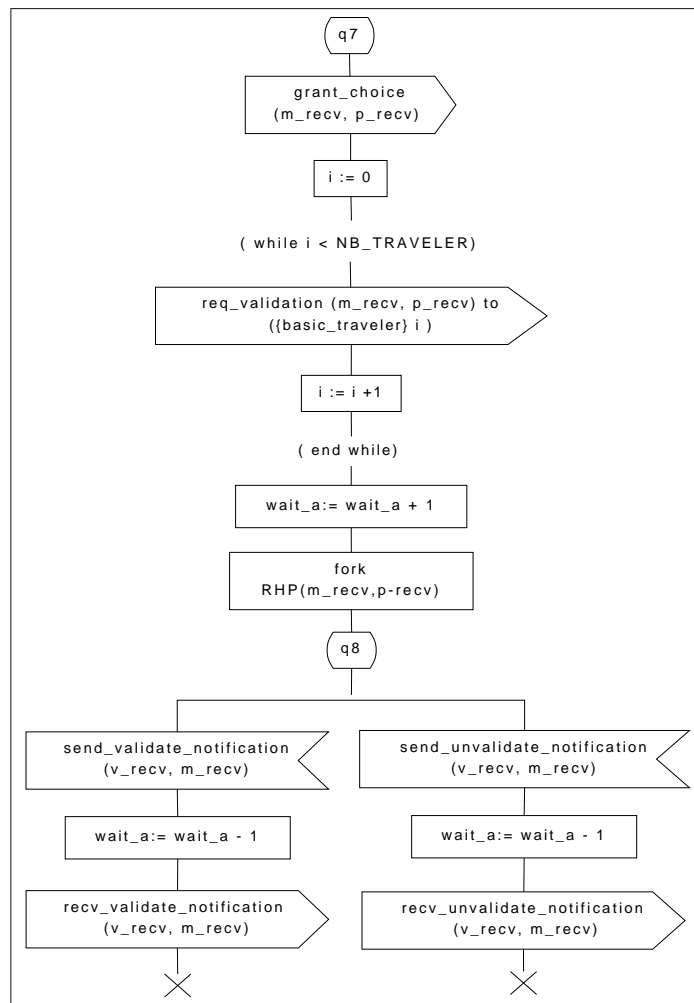 q7
grant_choice
(m_recv, p_recv)
i := 0
( while i < NB_TRAVELER)
req_validation (m_recv, p_recv) to
({basic_traveler} i )
i := i +1
( end while)
wait_a:= wait_a + 1
fork
RHP(m_recv,p-recv)
q8
send_validate_notification
(v_recv, m_recv)
send_unvalidate_notification
(v_recv, m_recv)
wait_a:= wait_a - 1
wait_a:= wait_a - 1
recv_validate_notification
(v_recv, m_recv)
recv_unvalidate_notification
(v_recv, m_recv)